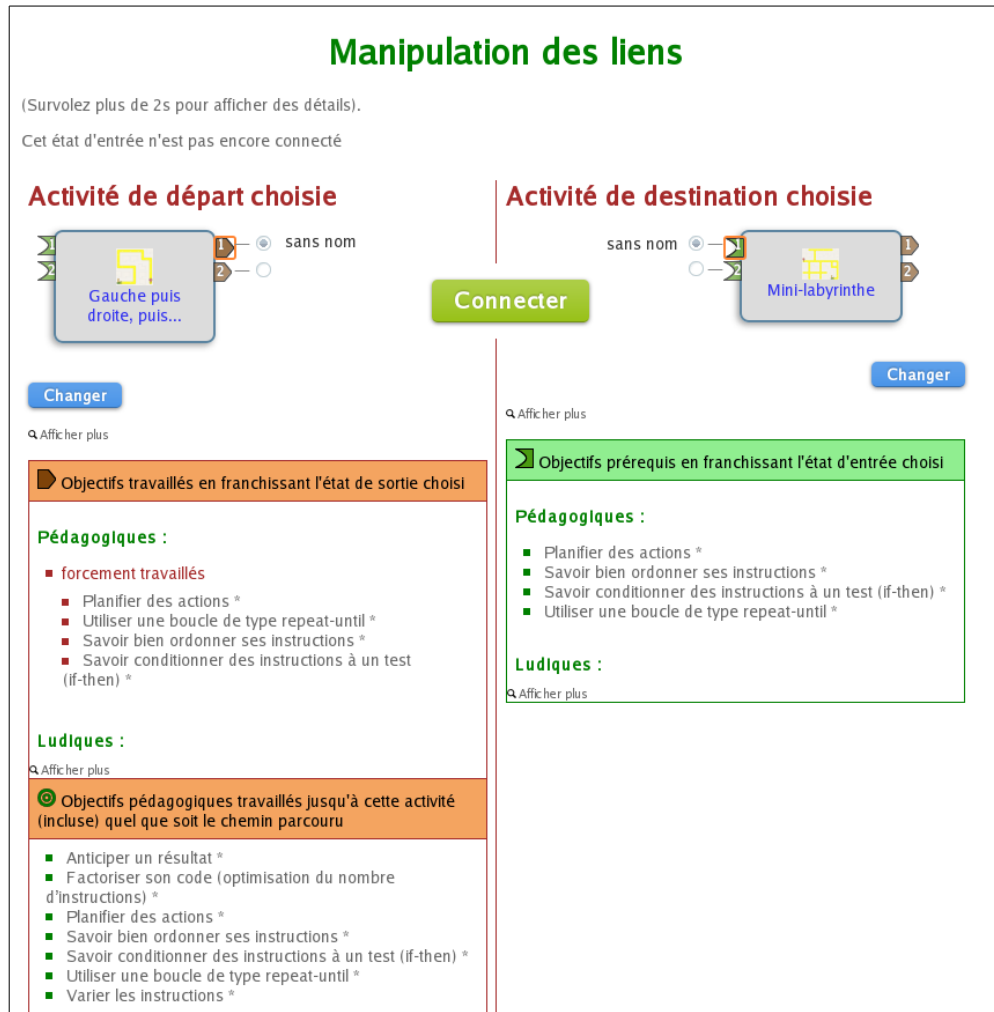 Manipulation des liens
(Survolez plus de 2s pour afficher des détails).
Cet état d'entrée n'est pas encore connecté
Activité de départ choisie
1
2
Gauche puis
droite, puis...
1
2
sans nom
Changer
Afficher plus
Objectifs travaillés en franchissant l'état de sortie choisi
Pédagogiques :
forcement travaillés
Planifier des actions *
Utiliser une boucle de type repeat-until *
Savoir bien ordonner ses instructions *
Savoir conditionner des instructions à un test
(if-then) *
Ludiques :
Afficher plus
Objectifs pédagogiques travaillés jusqu'à cette activité
(incluse) quel que soit le chemin parcouru
Anticiper un résultat *
Factoriser son code (optimisation du nombre
d'instructions) *
Planifier des actions *
Savoir bien ordonner ses instructions *
Savoir conditionner des instructions à un test (if-then) *
Utiliser une boucle de type repeat-until *
Varier les instructions *
Connecter
Activité de destination choisie
sans nom
1
2
Mini-labyrinthe
1
2
Changer
Afficher plus
Objectifs prérequis en franchissant l'état d'entrée choisi
Pédagogiques :
Planifier des actions *
Savoir bien ordonner ses instructions *
Savoir conditionner des instructions à un test (if-then) *
Utiliser une boucle de type repeat-until *
Ludiques :
Afficher plus